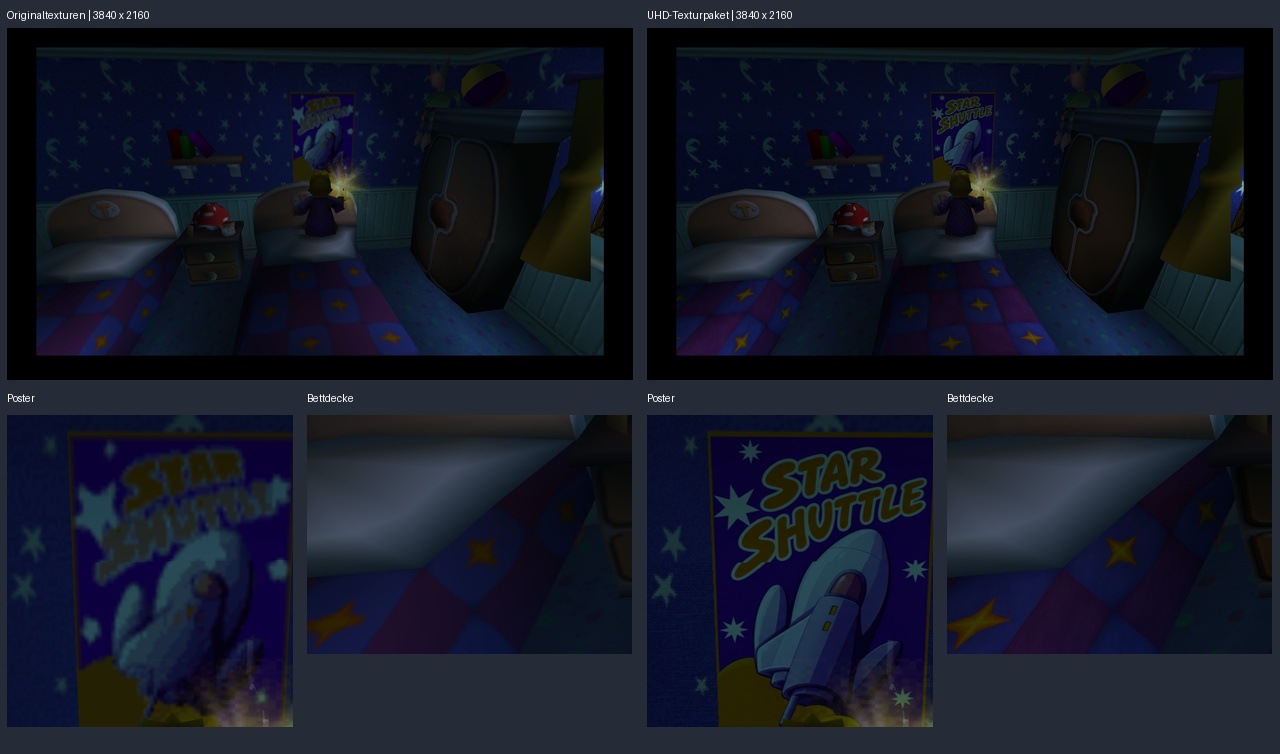 Originaltexturen | 3840 x 2160
UHD-Texturpaket | 3840 x 2160
STAR
SHUTTLE
STAR
SHUTTLE
T
T
Poster
Bettdecke
Poster
Bettdecke
STAR
SHUTTLE
STAR
SHUTTLE